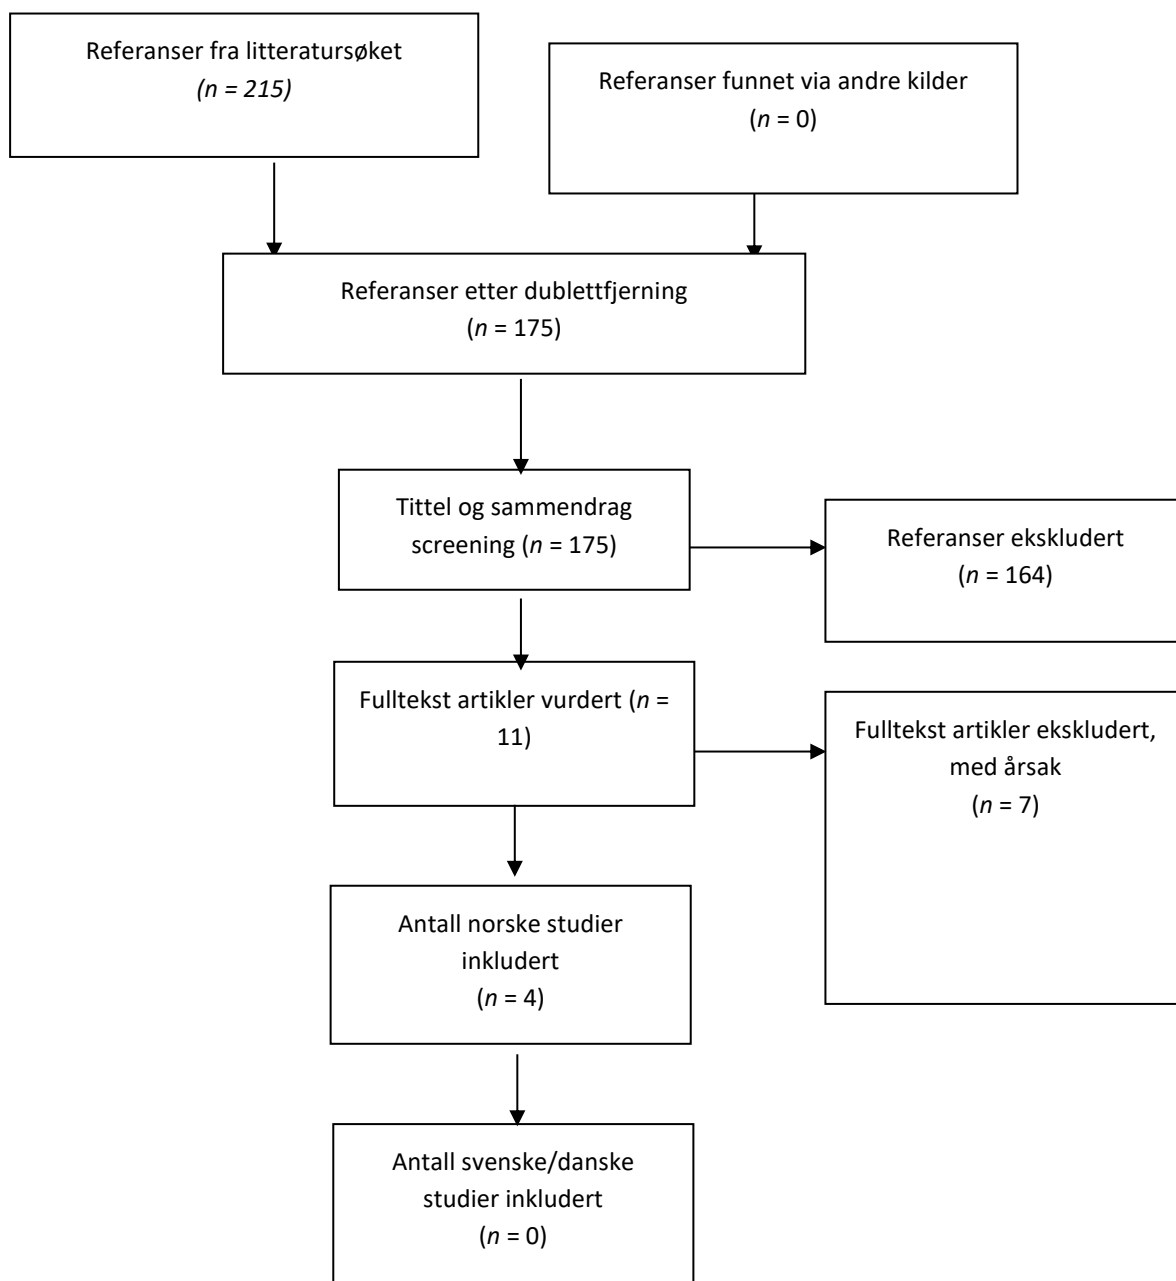 Referanser fra litteratursøket
(n = 215)
Referanser funnet via andre kilder
(n = 0)
Referanser etter dublettfjerning
(n = 175)
Tittel og sammendrag
screening (n = 175)
Referanser ekskludert
(n = 164)
Fulltekst artikler vurdert (n =
11)
Fulltekst artikler ekskludert,
med årsak
(n = 7)
Antall norske studier
inkludert
(n = 4)
Antall svenske/danske
studier inkludert
(n = 0)